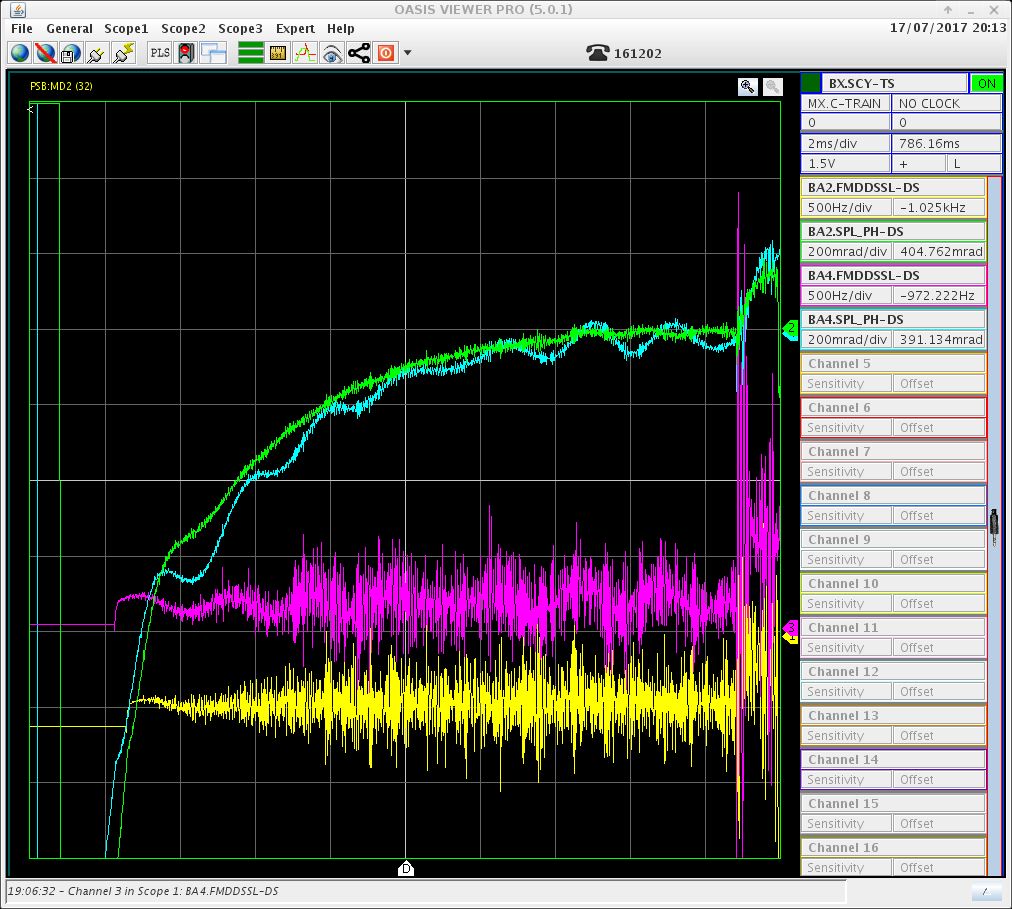 OASIS VIEWER PRO (5.0.1)
File General Scope1 Scope2 Scope3 Expert Help 17/07/2017 20:13
PLS 161202
PSB:MD2 (32)
BX.SCY-TS ON
MX.C-TRAIN NO CLOCK
0 0
2ms/div 786.16ms
1.5V + L
BA2.FMDDSSL-DS
500Hz/div -1.025kHz
BA2.SPL_PH-DS
200mrad/div 404.762mrad
BA4.FMDDSSL-DS
500Hz/div -972.222Hz
BA4.SPL_PH-DS
200mrad/div 391.134mrad
Channel 5
Sensitivity Offset
Channel 6
Sensitivity Offset
Channel 7
Sensitivity Offset
Channel 8
Sensitivity Offset
Channel 9
Sensitivity Offset
Channel 10
Sensitivity Offset
Channel 11
Sensitivity Offset
Channel 12
Sensitivity Offset
Channel 13
Sensitivity Offset
Channel 14
Sensitivity Offset
Channel 15
Sensitivity Offset
Channel 16
Sensitivity Offset
2
3
1
D
19:06:32 - Channel 3 in Scope 1: BA4.FMDDSSL-DS